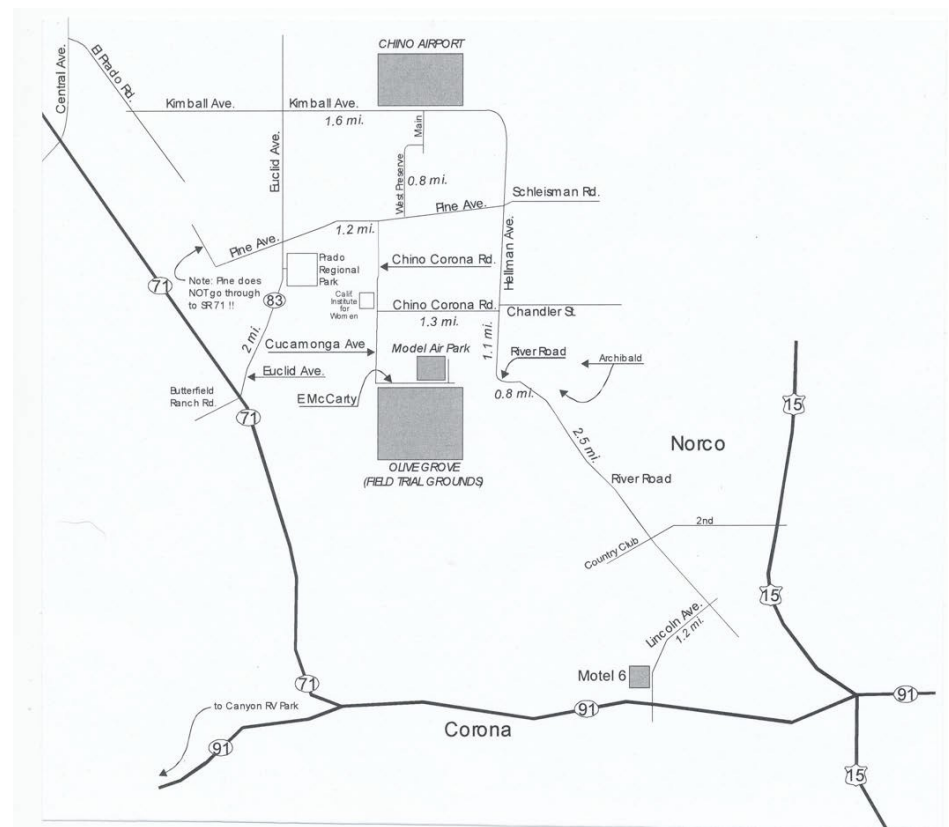 CHINO AIRPORT
Central Ave.
El Prado Rd.
Kimball Ave.
Kimball Ave.
1.6 mi.
Main
Euclid Ave.
West Preserve
0.8 mi.
Schleisman Rd.
Pine Ave.
1.2 mi.
Pine Ave.
Hellman Ave.
Prado
Regional
Park
Chino Corona Rd.
Note: Pine does
NOT go through
to SR71 !!
71
83
Calif.
Institute
for
Women
Chino Corona Rd.
1.3 mi.
Chandler St.
2 mi.
1.1 mi.
Cucamonga Ave
Model Air Park
River Road
Archibald
Euclid Ave.
Butterfield
Ranch Rd.
E McCarty
0.8 mi.
71
15
2.5 mi.
Norco
OLIVE GROVE
(FIELD TRIAL GROUNDS)
River Road
2nd
Country Club
15
Lincoln Ave.
1.2 mi.
Motel 6
71
91
to Canyon RV Park
91
Corona
91
15